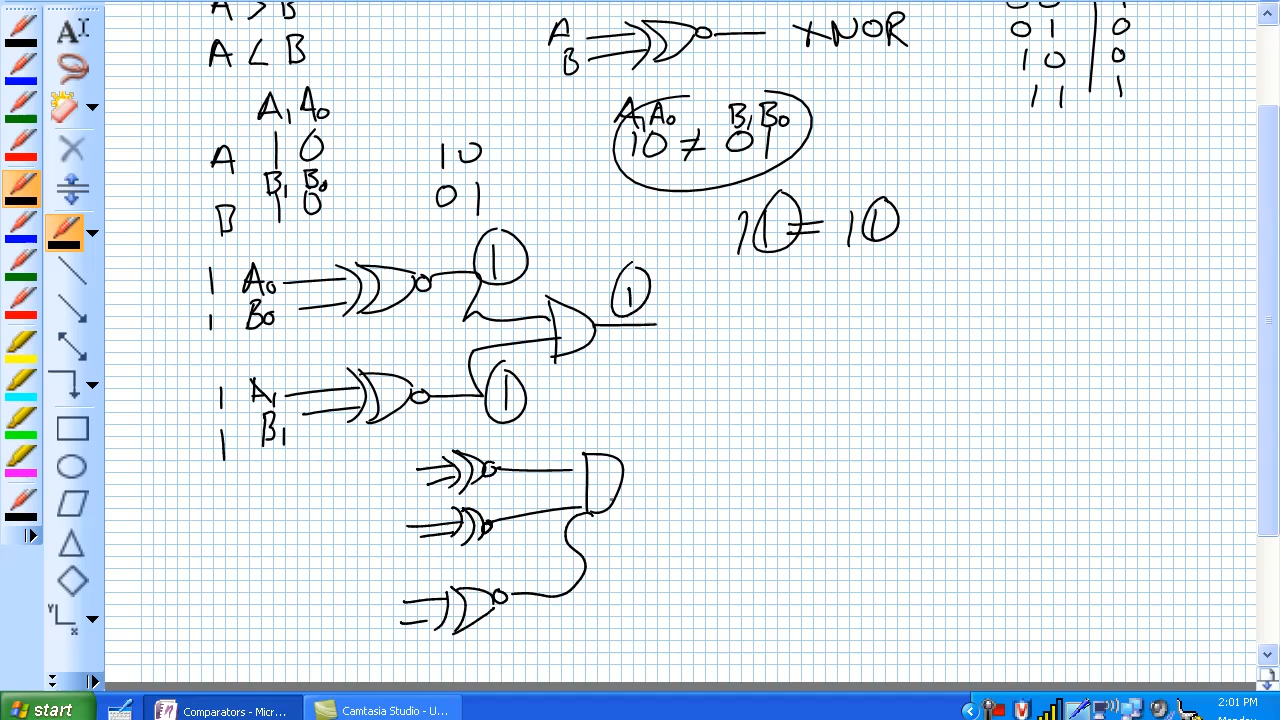 A > B
A < B
A
B
XNOR
0 1 0
1 0 0
1 1 1
A1 A0
A 1 0
B1 B0
B 1 0
1 0
0 1
A1A0 B1B0
10 ≠ 01
10 = 10
1 A0
1 B0
1
1
1 A1
1 B1
1
2:01 PM
start
Comparators - Micr...
Camtasia Studio - U...